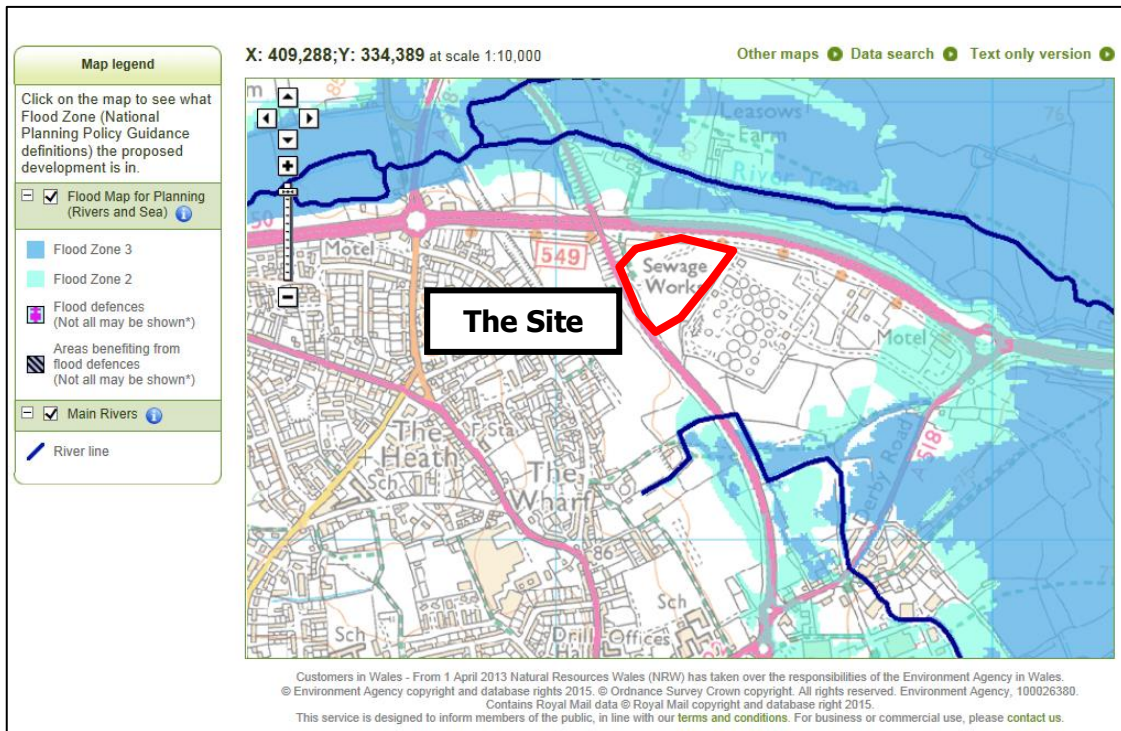 Map legend
Click on the map to see what
Flood Zone (National
Planning Policy Guidance
definitions) the proposed
development is in.
Flood Map for Planning
(Rivers and Sea)
Flood Zone 3
Flood Zone 2
Flood defences
(Not all may be shown*)
Areas benefiting from
flood defences
(Not all may be shown*)
Main Rivers
River line
X: 409,288;Y: 334,389 at scale 1:10,000
Other maps
Data search
Text only version
Leasows
Farm
76
A 518
50
Motel
549
Sewage
Works
The Site
Motel
The
Heath
F Sta
Sch
The
Wharf
Derby Road
A 518
86
Sch
Sch
Drill
Hall
Offices
Customers in Wales - From 1 April 2013 Natural Resources Wales (NRW) has taken over the responsibilities of the Environment Agency in Wales.
© Environment Agency copyright and database rights 2015. © Ordnance Survey Crown copyright. All rights reserved. Environment Agency, 100026380.
Contains Royal Mail data © Royal Mail copyright and database right 2015.
This service is designed to inform members of the public, in line with our terms and conditions. For business or commercial use, please contact us.